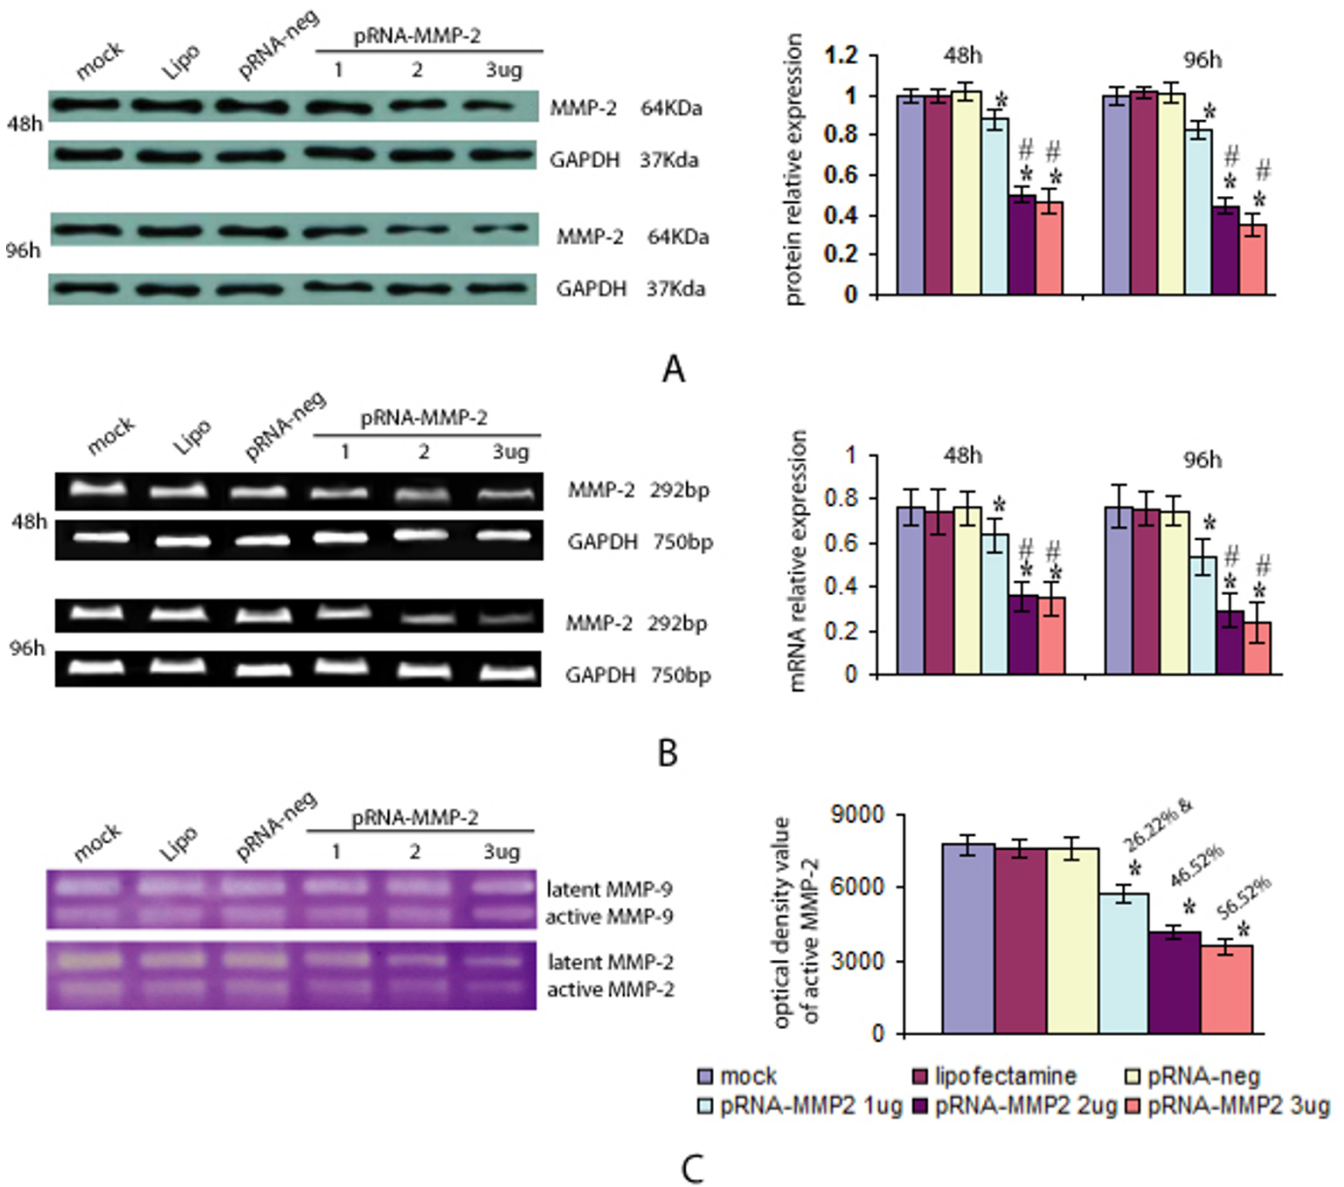 mock Lipo pRNA-neg pRNA-MMP-2
1 2 3ug
48h
MMP-2 64KDa
GAPDH 37Kda
96h
MMP-2 64KDa
GAPDH 37Kda
protein relative expression
48h 96h
1.2
1
0.8
0.6
0.4
0.2
0
* # * # *
* # * # *
A
mock Lipo pRNA-neg pRNA-MMP-2
1 2 3ug
48h
MMP-2 292bp
GAPDH 750bp
96h
MMP-2 292bp
GAPDH 750bp
mRNA relative expression
48h 96h
1
0.8
0.6
0.4
0.2
0
* # * # *
* # * # *
B
mock Lipo pRNA-neg pRNA-MMP-2
1 2 3ug
latent MMP-9
active MMP-9
latent MMP-2
active MMP-2
optical density value
of active MMP-2
9000
6000
3000
0
26.22% &
*
46.52%
*
56.52%
*
mock lipofectamine pRNA-neg
pRNA-MMP2 1ug pRNA-MMP2 2ug pRNA-MMP2 3ug
C